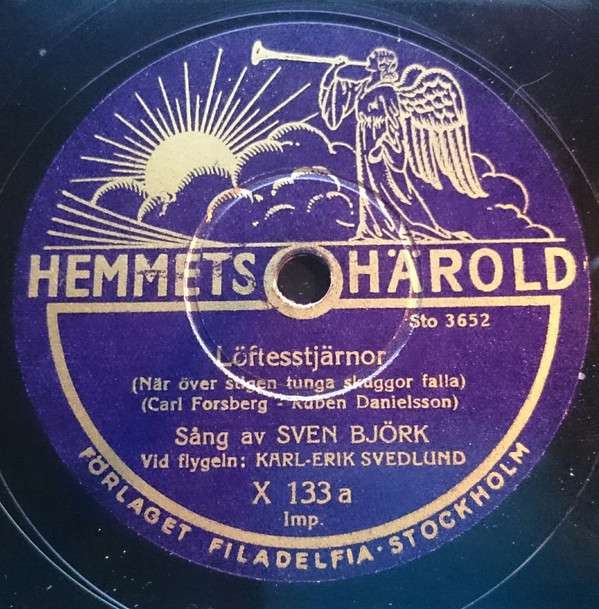 HEMMETS HÄROLD
Sto 3652
Löftesstjärnor
(När över stigen tunga skuggor falla)
(Carl Forsberg - Ruben Danielsson)
Sång av SVEN BJÖRK
Vid flygeln: KARL-ERIK SVEDLUND
X 133 a
Imp.
FÖRLAGET FILADELFIA · STOCKHOLM